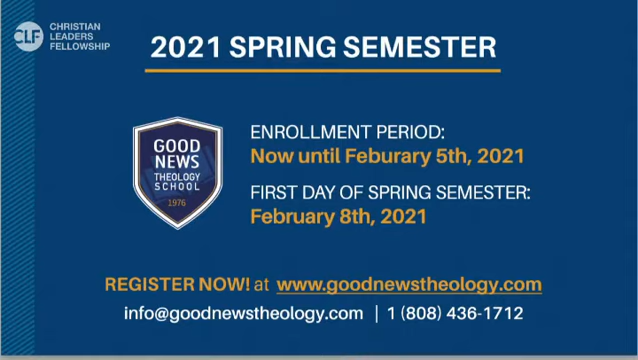 CLF
CHRISTIAN
LEADERS
FELLOWSHIP
2021 SPRING SEMESTER
GOOD
NEWS
THEOLOGY
SCHOOL
1976
ENROLLMENT PERIOD:
Now until Feburary 5th, 2021
FIRST DAY OF SPRING SEMESTER:
February 8th, 2021
REGISTER NOW! at www.goodnewstheology.com
info@goodnewstheology.com | 1 (808) 436-1712